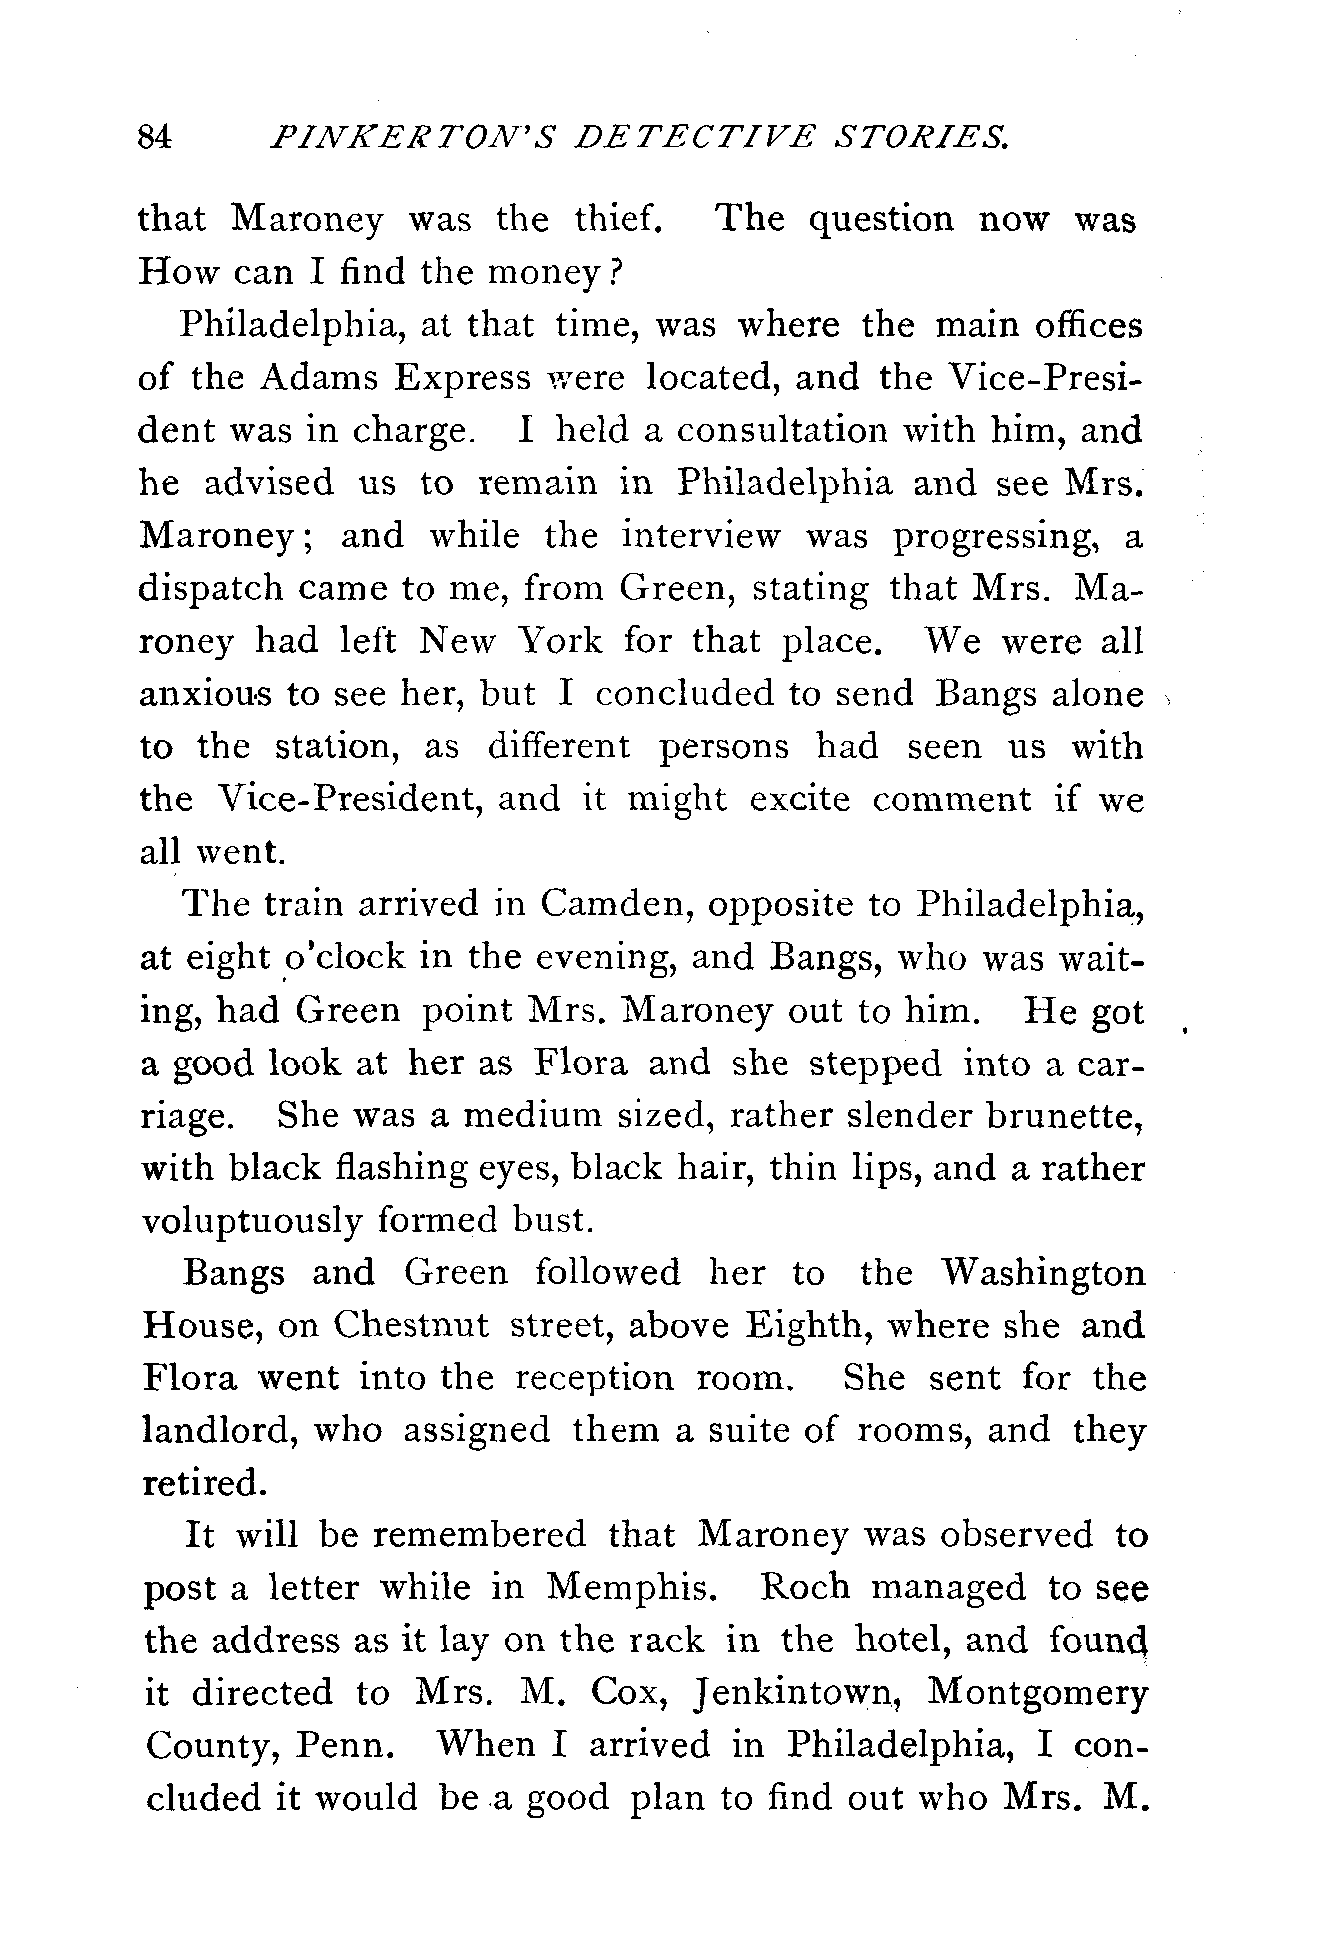 84 PINKERTON'S DETECTIVE STORIES.
that Maroney was the thief. The question now was
How can I find the money?
Philadelphia, at that time, was where the main offices
of the Adams Express were located, and the Vice-Presi-
dent was in charge. I held a consultation with him, and
he advised us to remain in Philadelphia and see Mrs.
Maroney; and while the interview was progressing, a
dispatch came to me, from Green, stating that Mrs. Ma-
roney had left New York for that place. We were all
anxious to see her, but I concluded to send Bangs alone
to the station, as different persons had seen us with
the Vice-President, and it might excite comment if we
all went.
The train arrived in Camden, opposite to Philadelphia,
at eight o'clock in the evening, and Bangs, who was wait-
ing, had Green point Mrs. Maroney out to him. He got
a good look at her as Flora and she stepped into a car-
riage. She was a medium sized, rather slender brunette,
with black flashing eyes, black hair, thin lips, and a rather
voluptuously formed bust.
Bangs and Green followed her to the Washington
House, on Chestnut street, above Eighth, where she and
Flora went into the reception room. She sent for the
landlord, who assigned them a suite of rooms, and they
retired.
It will be remembered that Maroney was observed to
post a letter while in Memphis. Roch managed to see
the address as it lay on the rack in the hotel, and found
it directed to Mrs. M. Cox, Jenkintown, Montgomery
County, Penn. When I arrived in Philadelphia, I con-
cluded it would be a good plan to find out who Mrs. M.